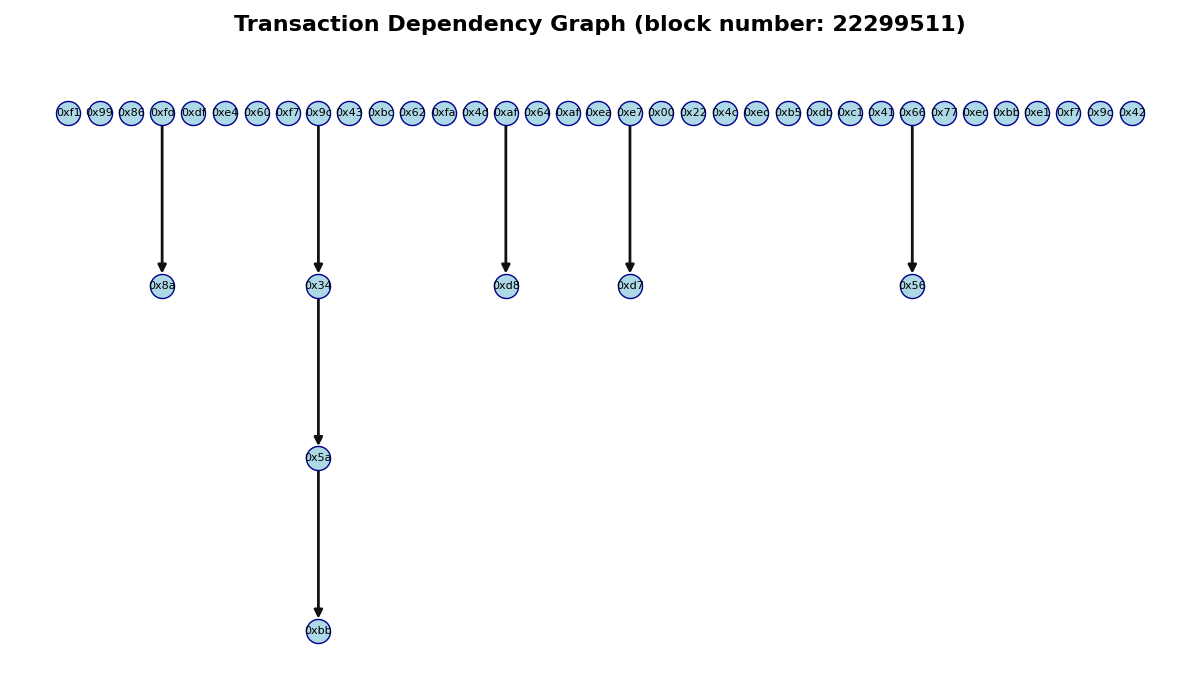 Transaction Dependency Graph (block number: 22299511)
0xf1 0x99 0x86 0xfd 0xdf 0xe4 0x60 0xf7 0x9c 0x43 0xbc 0x62 0xfa 0x4d 0xaf 0x64 0xaf 0xea 0xe7 0x00 0x22 0x4c 0xec 0xb5 0xdb 0xc1 0x41 0x66 0x77 0xec 0xbb 0xe1 0xf7 0x9c 0x42
0x8a 0x34 0xd8 0xd7 0x56
0x5a
0xbb